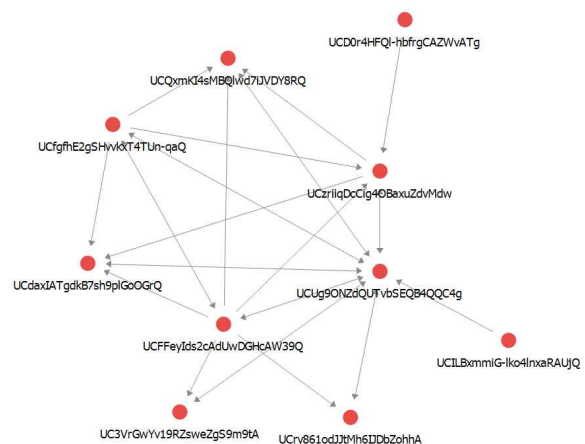 UCD0r4HFQl-hbfrgCAZWvATg
UCQxmKI4sMBQlwd7iJVDY8RQ
UCfgfhE2gSHvvkXT4TUn-qaQ
UCzriiqDcCig4OBaxuZdvMdw
UCdaxIATgdkB7sh9plGoOGrQ
UCUg9ONZdQUTvbSEQB4QQC4g
UCFFeyIds2cAdUwDGHcAW39Q
UCILBxmmiG-lko4lnxaRAUjQ
UC3VrGwYv19RZsweZgS9m9tA
UCrv861odJJtMh6IJDbZohhA